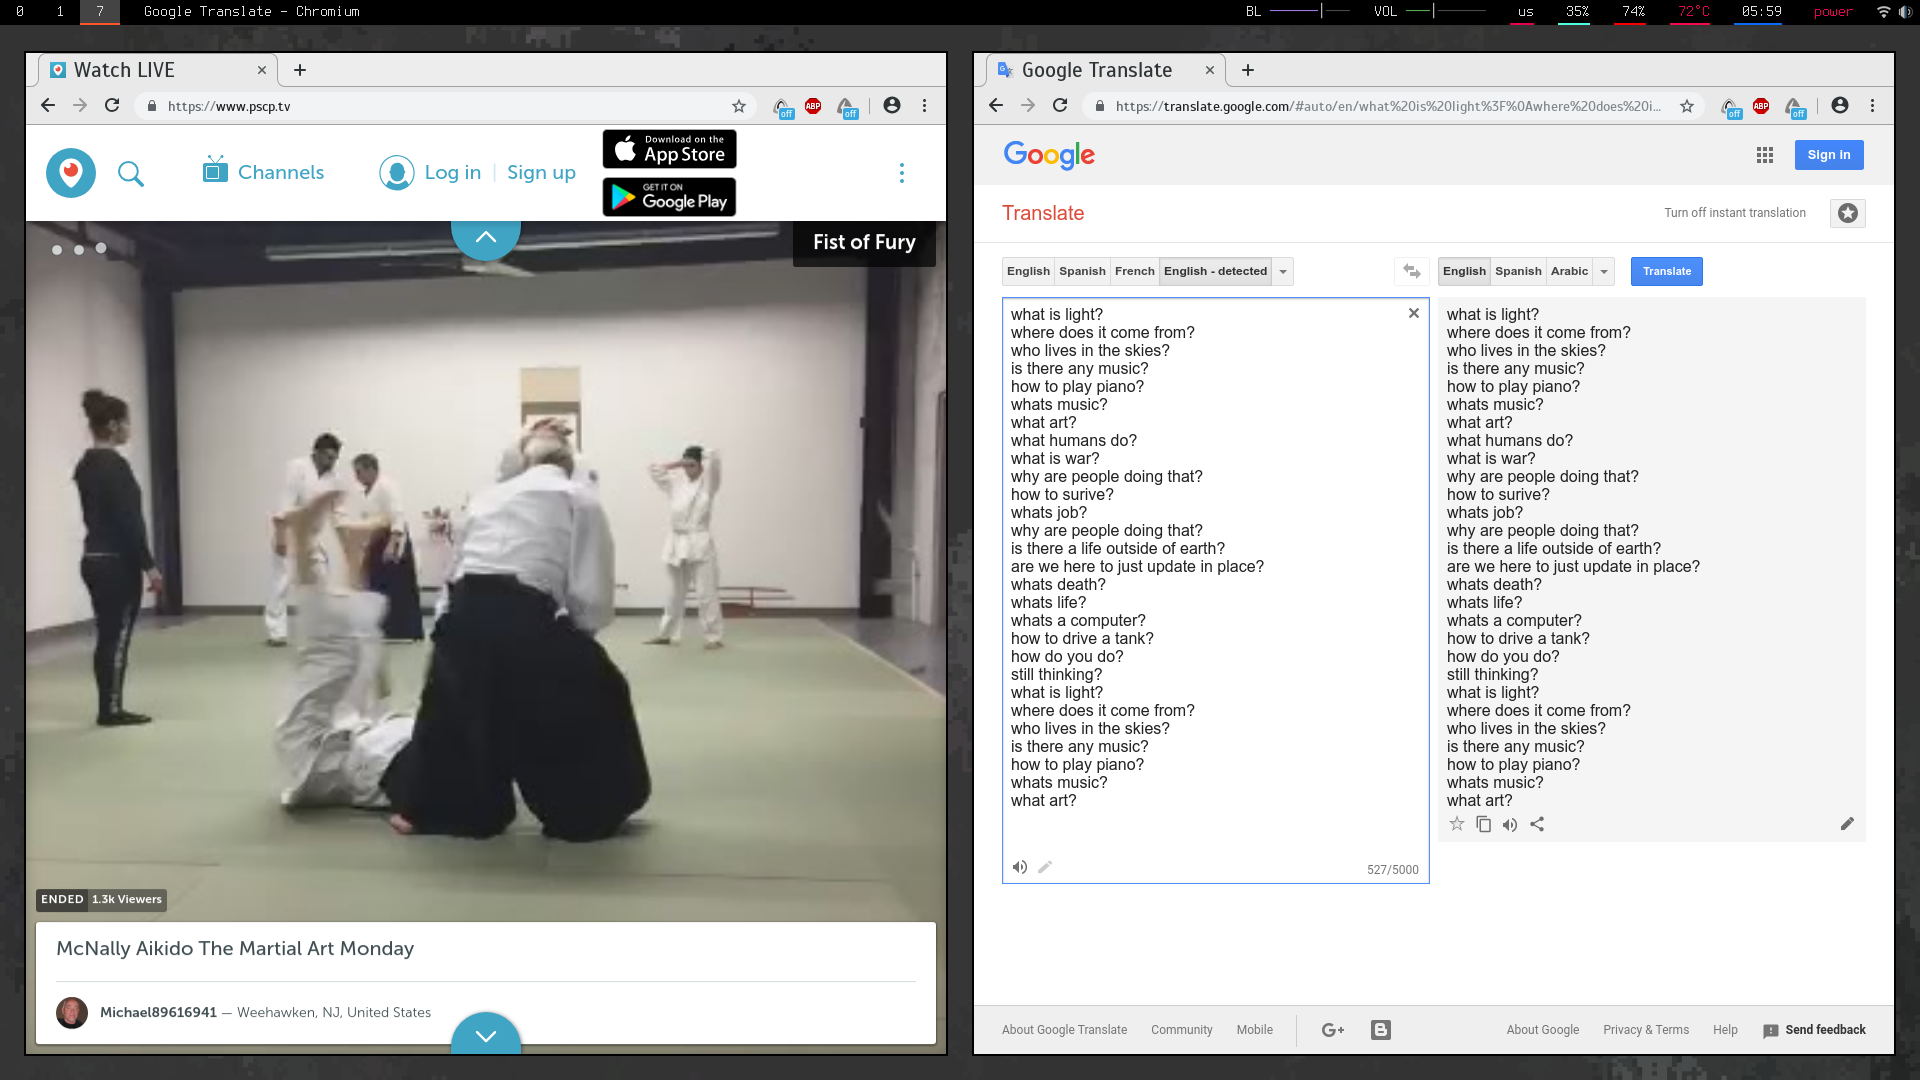 0 1 7 Google Translate - Chromium
BL VOL us 35% 74% 72°C 05:59 power
Watch LIVE
https://www.pscp.tv
off ABP off
Channels
Log in Sign up
Download on the
App Store
GET IT ON
Google Play
Fist of Fury
ENDED 1.3k Viewers
McNally Aikido The Martial Art Monday
Michael89616941 — Weehawken, NJ, United States
Google Translate
https://translate.google.com/#auto/en/what%20is%20light%3F%0Awhere%20does%20i...
off ABP off
Google
Sign in
Translate
Turn off instant translation
English Spanish French English - detected
English Spanish Arabic Translate
what is light?
where does it come from?
who lives in the skies?
is there any music?
how to play piano?
whats music?
what art?
what humans do?
what is war?
why are people doing that?
how to surive?
whats job?
why are people doing that?
is there a life outside of earth?
are we here to just update in place?
whats death?
whats life?
whats a computer?
how to drive a tank?
how do you do?
still thinking?
what is light?
where does it come from?
who lives in the skies?
is there any music?
how to play piano?
whats music?
what art?
527/5000
what is light?
where does it come from?
who lives in the skies?
is there any music?
how to play piano?
whats music?
what art?
what humans do?
what is war?
why are people doing that?
how to surive?
whats job?
why are people doing that?
is there a life outside of earth?
are we here to just update in place?
whats death?
whats life?
whats a computer?
how to drive a tank?
how do you do?
still thinking?
what is light?
where does it come from?
who lives in the skies?
is there any music?
how to play piano?
whats music?
what art?
About Google Translate Community Mobile G+
About Google Privacy & Terms Help Send feedback